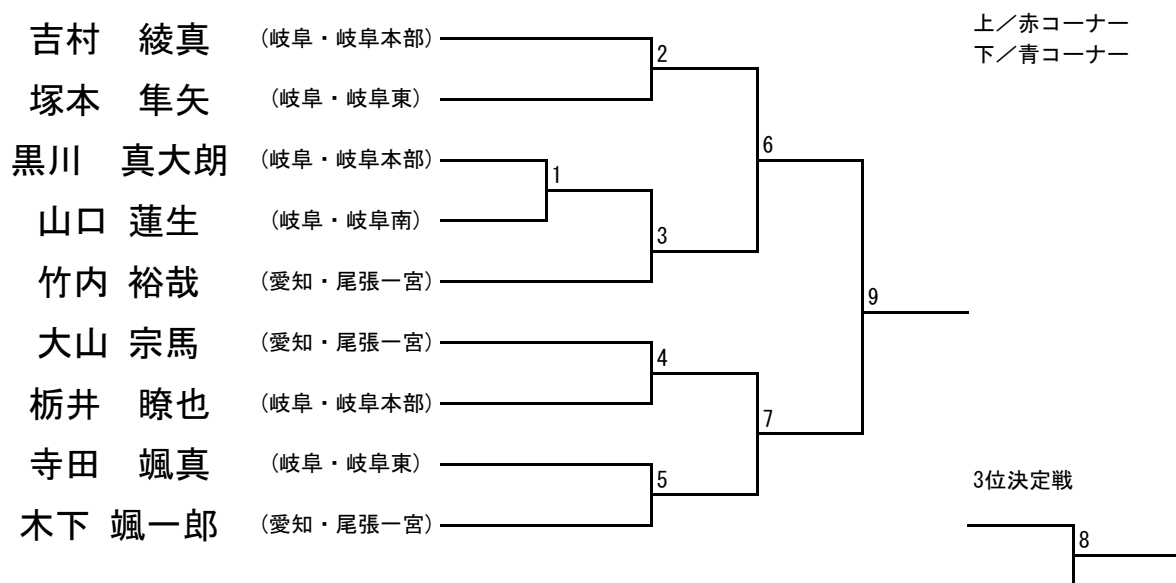 上／赤コーナー
下／青コーナー
吉村　綾真 (岐阜・岐阜本部)
2
塚本　隼矢 (岐阜・岐阜東)
6
黒川　真大朗 (岐阜・岐阜本部)
1
山口 蓮生 (岐阜・岐阜南)
3
竹内 裕哉 (愛知・尾張一宮)
9
大山 宗馬 (愛知・尾張一宮)
4
栃井　瞭也 (岐阜・岐阜本部)
7
寺田　颯真 (岐阜・岐阜東)
5
3位決定戦
木下 颯一郎 (愛知・尾張一宮)
8